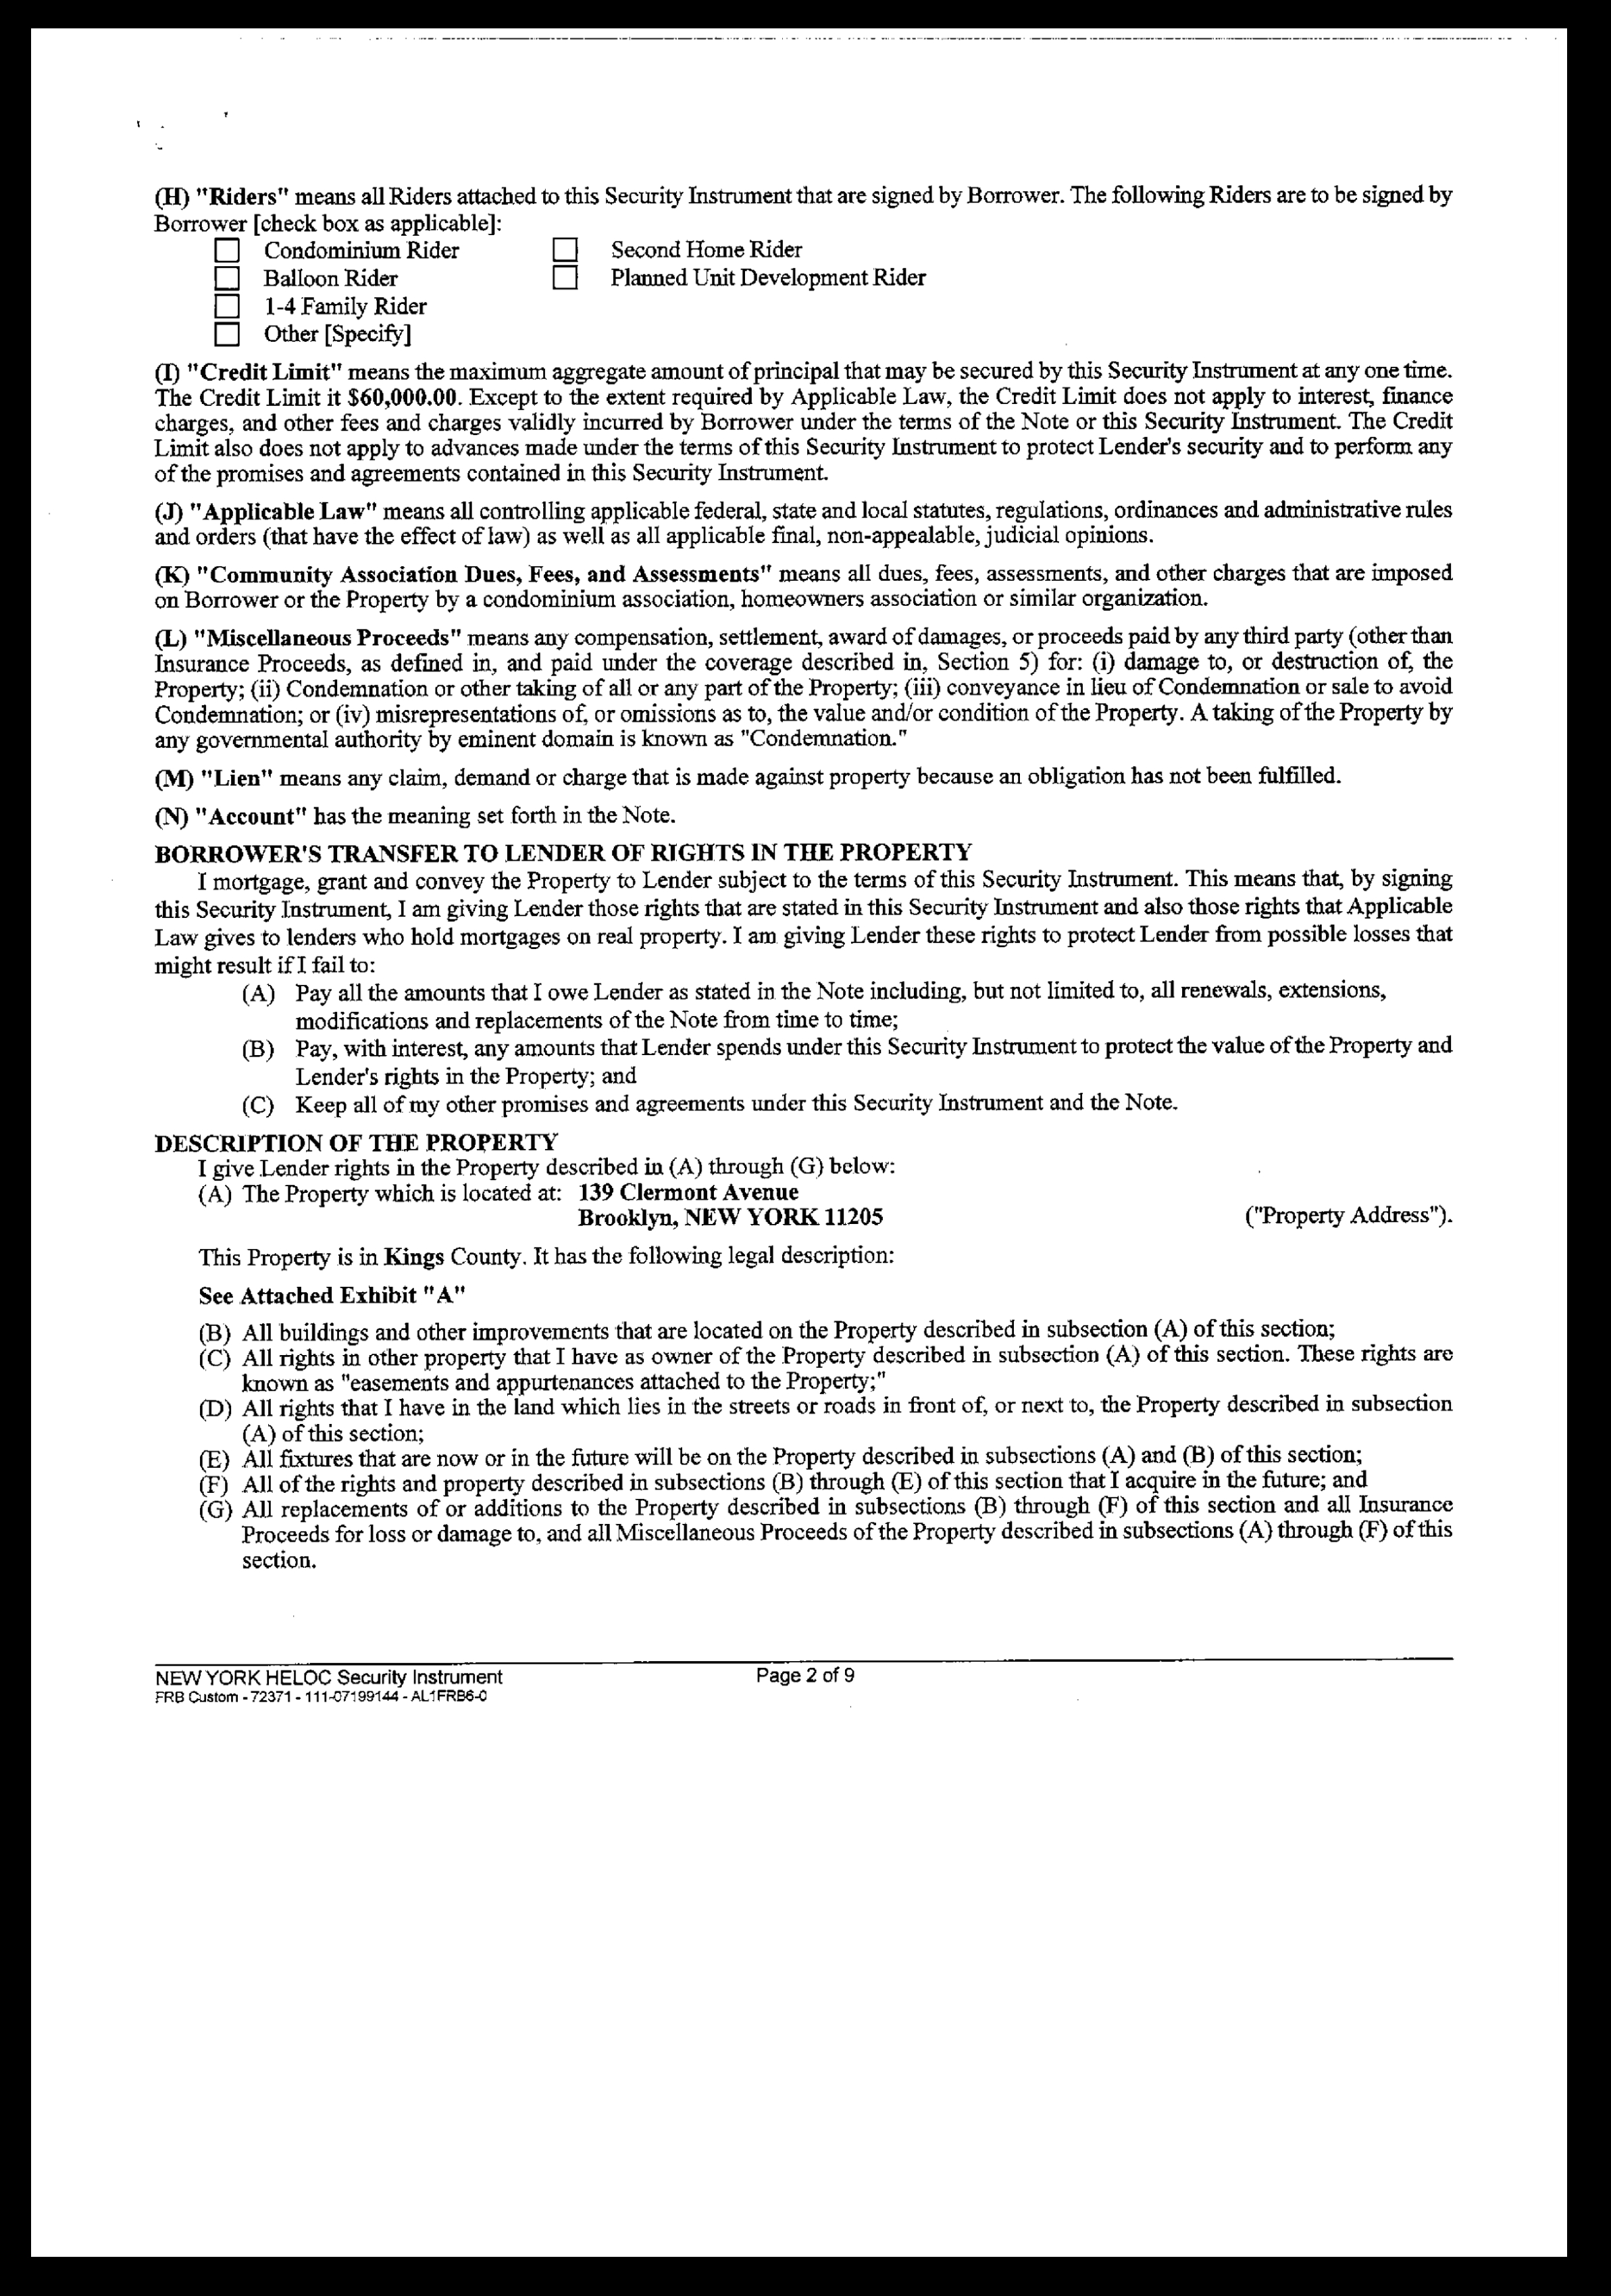 (H) "Riders" means all Riders attached to this Security Instrument that are signed by Borrower. The following Riders are to be signed by
Borrower [check box as applicable]:
Condominium Rider Second Home Rider
Balloon Rider Planned Unit Development Rider
1-4 Family Rider
Other [Specify]
(I) "Credit Limit" means the maximum aggregate amount of principal that may be secured by this Security Instrument at any one time.
The Credit Limit it $60,000.00. Except to the extent required by Applicable Law, the Credit Limit does not apply to interest, finance
charges, and other fees and charges validly incurred by Borrower under the terms of the Note or this Security Instrument. The Credit
Limit also does not apply to advances made under the terms of this Security Instrument to protect Lender's security and to perform any
of the promises and agreements contained in this Security Instrument.
(J) "Applicable Law" means all controlling applicable federal, state and local statutes, regulations, ordinances and administrative rules
and orders (that have the effect of law) as well as all applicable final, non-appealable, judicial opinions.
(K) "Community Association Dues, Fees, and Assessments" means all dues, fees, assessments, and other charges that are imposed
on Borrower or the Property by a condominium association, homeowners association or similar organization.
(L) "Miscellaneous Proceeds" means any compensation, settlement, award of damages, or proceeds paid by any third party (other than
Insurance Proceeds, as defined in, and paid under the coverage described in, Section 5) for: (i) damage to, or destruction of, the
Property; (ii) Condemnation or other taking of all or any part of the Property; (iii) conveyance in lieu of Condemnation or sale to avoid
Condemnation; or (iv) misrepresentations of, or omissions as to, the value and/or condition of the Property. A taking of the Property by
any governmental authority by eminent domain is known as "Condemnation."
(M) "Lien" means any claim, demand or charge that is made against property because an obligation has not been fulfilled.
(N) "Account" has the meaning set forth in the Note.
BORROWER'S TRANSFER TO LENDER OF RIGHTS IN THE PROPERTY
I mortgage, grant and convey the Property to Lender subject to the terms of this Security Instrument. This means that, by signing
this Security Instrument, I am giving Lender those rights that are stated in this Security Instrument and also those rights that Applicable
Law gives to lenders who hold mortgages on real property. I am giving Lender these rights to protect Lender from possible losses that
might result if I fail to:
(A) Pay all the amounts that I owe Lender as stated in the Note including, but not limited to, all renewals, extensions,
modifications and replacements of the Note from time to time;
(B) Pay, with interest, any amounts that Lender spends under this Security Instrument to protect the value of the Property and
Lender's rights in the Property; and
(C) Keep all of my other promises and agreements under this Security Instrument and the Note.
DESCRIPTION OF THE PROPERTY
I give Lender rights in the Property described in (A) through (G) below:
(A) The Property which is located at: 139 Clermont Avenue
Brooklyn, NEW YORK 11205 ("Property Address").
This Property is in Kings County. It has the following legal description:
See Attached Exhibit "A"
(B) All buildings and other improvements that are located on the Property described in subsection (A) of this section;
(C) All rights in other property that I have as owner of the Property described in subsection (A) of this section. These rights are
known as "easements and appurtenances attached to the Property;"
(D) All rights that I have in the land which lies in the streets or roads in front of, or next to, the Property described in subsection
(A) of this section;
(E) All fixtures that are now or in the future will be on the Property described in subsections (A) and (B) of this section;
(F) All of the rights and property described in subsections (B) through (E) of this section that I acquire in the future; and
(G) All replacements of or additions to the Property described in subsections (B) through (F) of this section and all Insurance
Proceeds for loss or damage to, and all Miscellaneous Proceeds of the Property described in subsections (A) through (F) of this
section.
NEW YORK HELOC Security Instrument Page 2 of 9
FRB Custom - 72371 - 111-07199144 - AL1FRB6-0